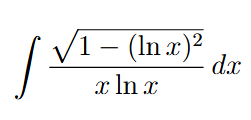 ∫ √(1 − (ln x)²) / (x ln x) dx